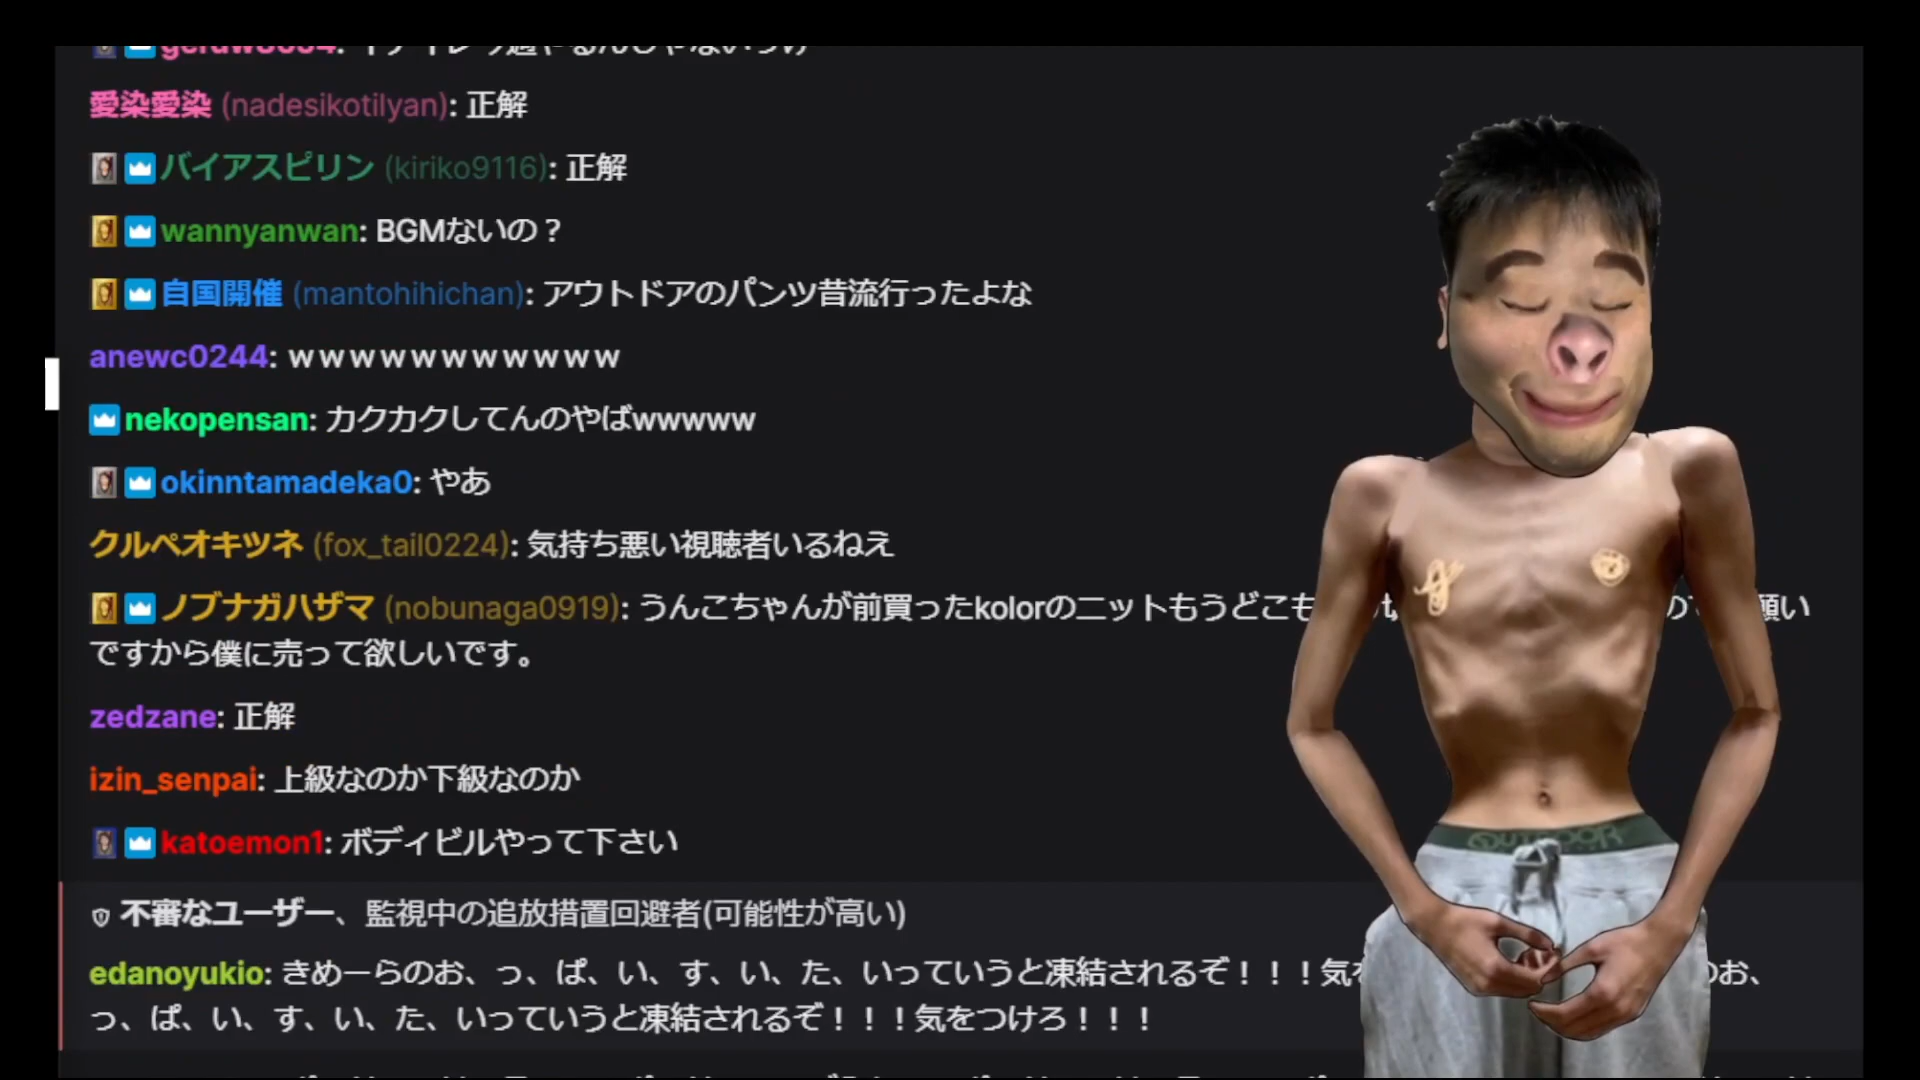 愛染愛染 (nadesikotilyan): 正解
バイアスピリン (kiriko9116): 正解
wannyanwan: BGMないの？
自国開催 (mantohihichan): アウトドアのパンツ昔流行ったよな
anewc0244: ｗｗｗｗｗｗｗｗｗｗｗ
nekopensan: カクカクしてんのやばwwwww
okinntamadeka0: やあ
クルペオキツネ (fox_tail0224): 気持ち悪い視聴者いるねえ
ノブナガハザマ (nobunaga0919): うんこちゃんが前買ったkolorのニットもうどこも 願い
ですから僕に売って欲しいです。
zedzane: 正解
izin_senpai: 上級なのか下級なのか
katoemon1: ボディビルやって下さい
OUTDOOR
不審なユーザー、監視中の追放措置回避者(可能性が高い)
edanoyukio: きめーらのお、っ、ぱ、い、す、い、た、いっていうと凍結されるぞ！！！気を のお、
っ、ぱ、い、す、い、た、いっていうと凍結されるぞ！！！気をつけろ！！！